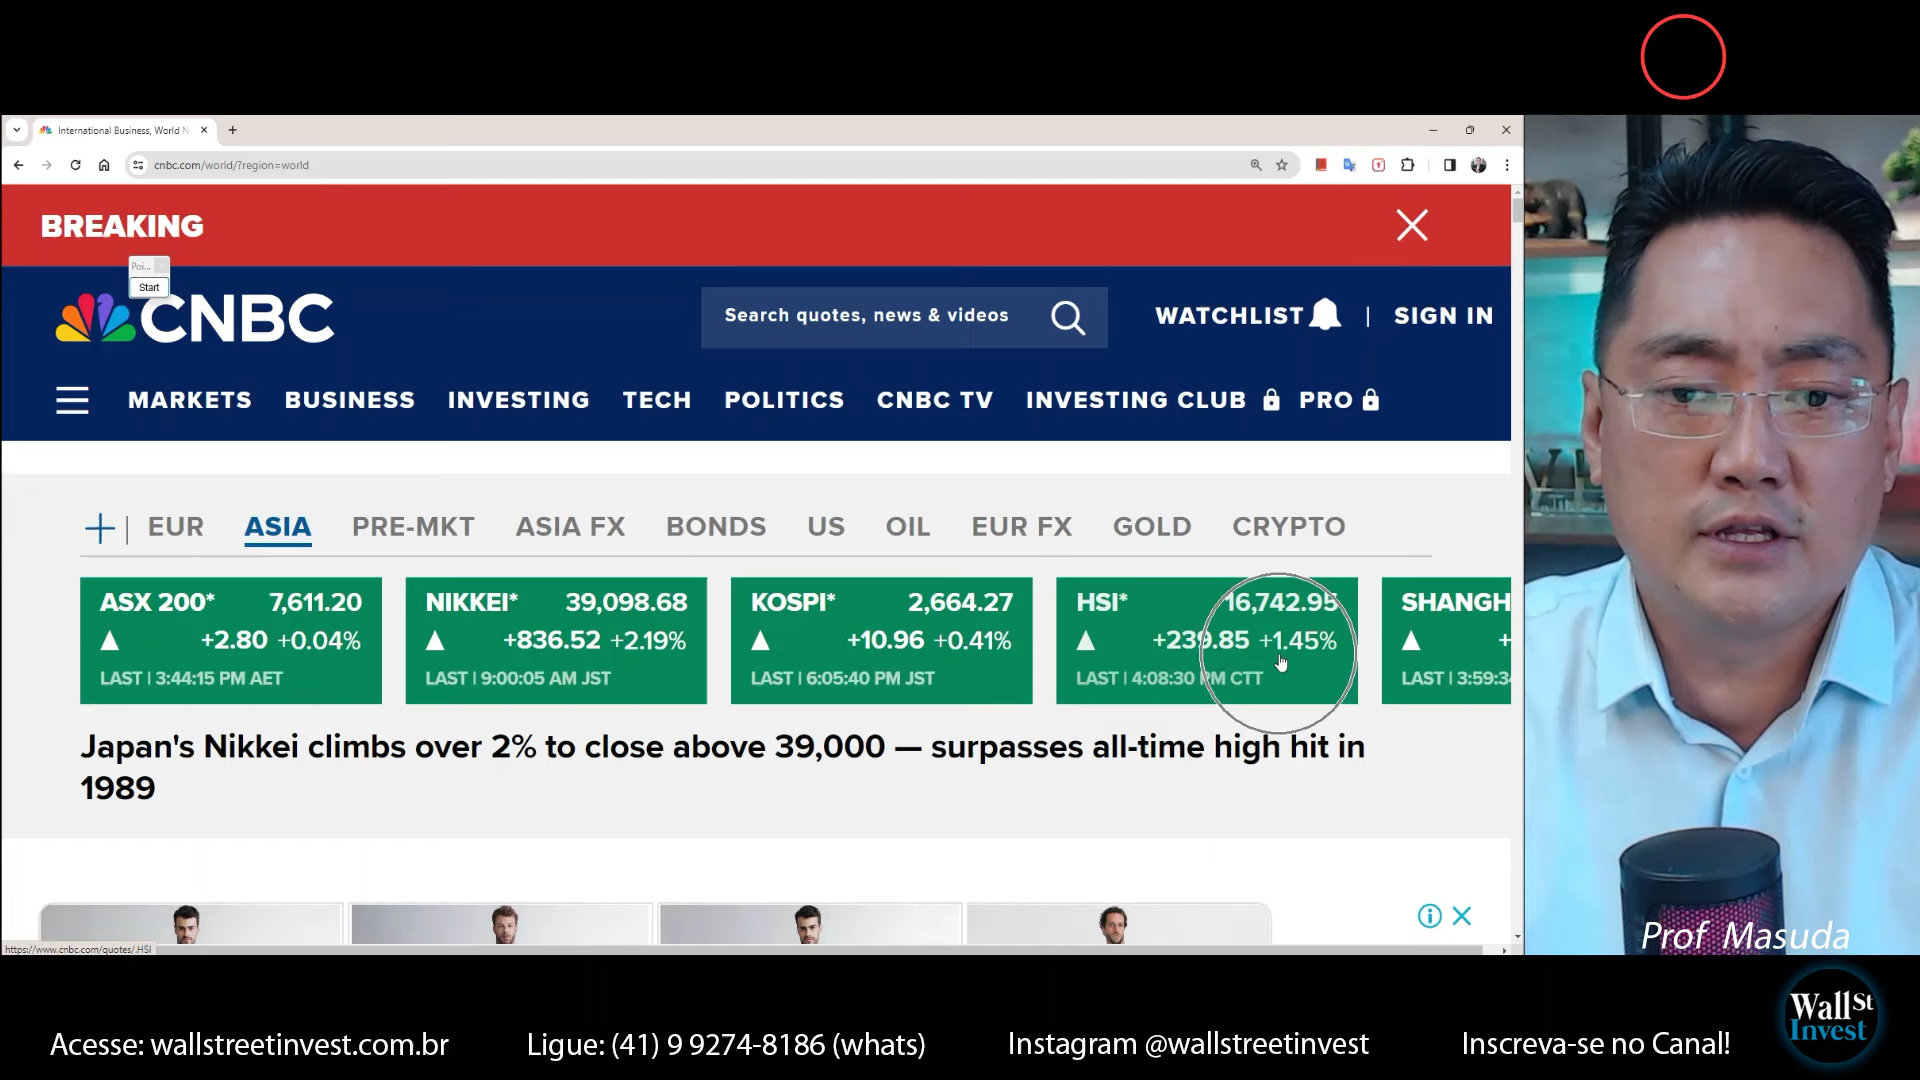 International Business, World N
cnbc.com/world/?region=world
BREAKING
Poi...
Start
CNBC
Search quotes, news & videos
WATCHLIST | SIGN IN
MARKETS BUSINESS INVESTING TECH POLITICS CNBC TV INVESTING CLUB PRO
EUR ASIA PRE-MKT ASIA FX BONDS US OIL EUR FX GOLD CRYPTO
ASX 200* 7,611.20
+2.80 +0.04%
LAST | 3:44:15 PM AET
NIKKEI* 39,098.68
+836.52 +2.19%
LAST | 9:00:05 AM JST
KOSPI* 2,664.27
+10.96 +0.41%
LAST | 6:05:40 PM JST
HSI* 16,742.95
+239.85 +1.45%
LAST | 4:08:30 PM CTT
SHANGH
+
LAST | 3:59:3
Japan's Nikkei climbs over 2% to close above 39,000 — surpasses all-time high hit in
1989
https://www.cnbc.com/quotes/.HSI
Prof Masuda
Acesse: wallstreetinvest.com.br
Ligue: (41) 9 9274-8186 (whats)
Instagram @wallstreetinvest
Inscreva-se no Canal!
Wall St
Invest